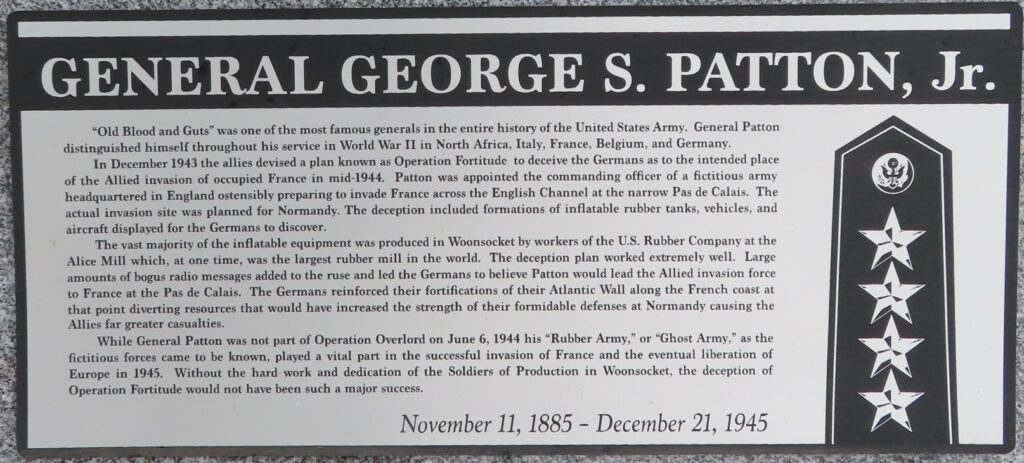 GENERAL GEORGE S. PATTON, Jr.
"Old Blood and Guts" was one of the most famous generals in the entire history of the United States Army. General Patton
distinguished himself throughout his service in World War II in North Africa, Italy, France, Belgium, and Germany.
In December 1943 the allies devised a plan known as Operation Fortitude to deceive the Germans as to the intended place
of the Allied invasion of occupied France in mid-1944. Patton was appointed the commanding officer of a fictitious army
headquartered in England ostensibly preparing to invade France across the English Channel at the narrow Pas de Calais. The
actual invasion site was planned for Normandy. The deception included formations of inflatable rubber tanks, vehicles, and
aircraft displayed for the Germans to discover.
The vast majority of the inflatable equipment was produced in Woonsocket by workers of the U.S. Rubber Company at the
Alice Mill which, at one time, was the largest rubber mill in the world. The deception plan worked extremely well. Large
amounts of bogus radio messages added to the ruse and led the Germans to believe Patton would lead the Allied invasion force
to France at the Pas de Calais. The Germans reinforced their fortifications of their Atlantic Wall along the French coast at
that point diverting resources that would have increased the strength of their formidable defenses at Normandy causing the
Allies far greater casualties.
While General Patton was not part of Operation Overlord on June 6, 1944 his "Rubber Army," or "Ghost Army," as the
fictitious forces came to be known, played a vital part in the successful invasion of France and the eventual liberation of
Europe in 1945. Without the hard work and dedication of the Soldiers of Production in Woonsocket, the deception of
Operation Fortitude would not have been such a major success.
November 11, 1885 – December 21, 1945